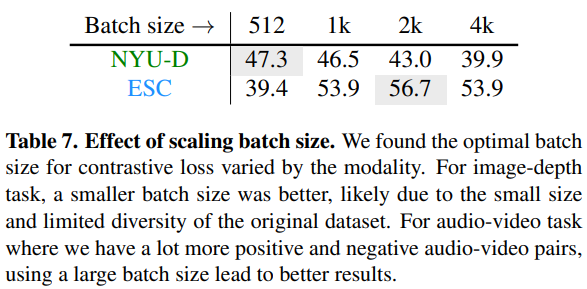 Batch size → 512 1k 2k 4k
NYU-D 47.3 46.5 43.0 39.9
ESC 39.4 53.9 56.7 53.9
Table 7. Effect of scaling batch size. We found the optimal batch
size for contrastive loss varied by the modality. For image-depth
task, a smaller batch size was better, likely due to the small size
and limited diversity of the original dataset. For audio-video task
where we have a lot more positive and negative audio-video pairs,
using a large batch size lead to better results.